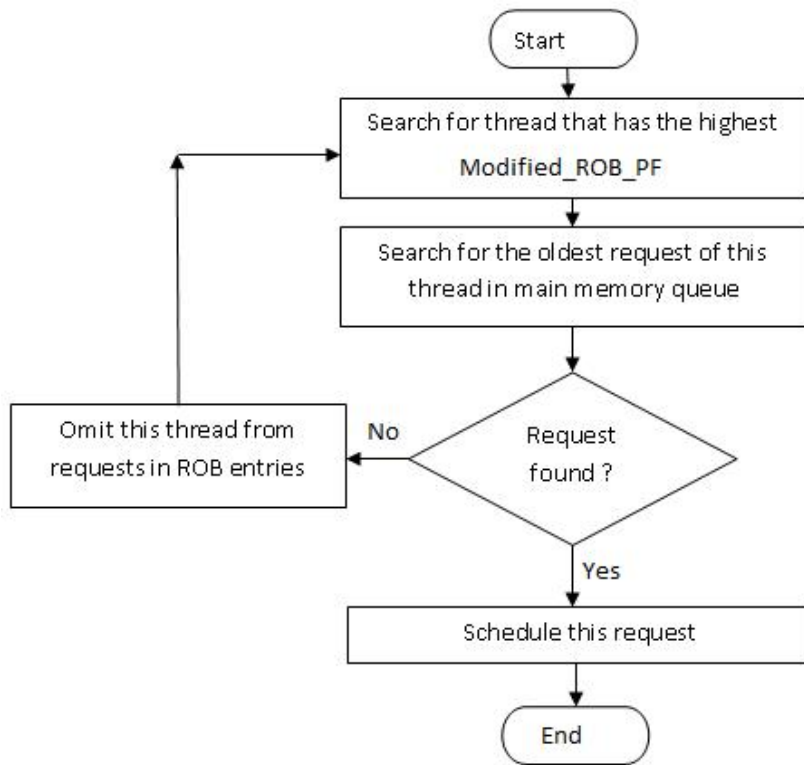 Start
Search for thread that has the highest
Modified_ROB_PF
Search for the oldest request of this
thread in main memory queue
Request
found ?
No
Omit this thread from
requests in ROB entries
Yes
Schedule this request
End